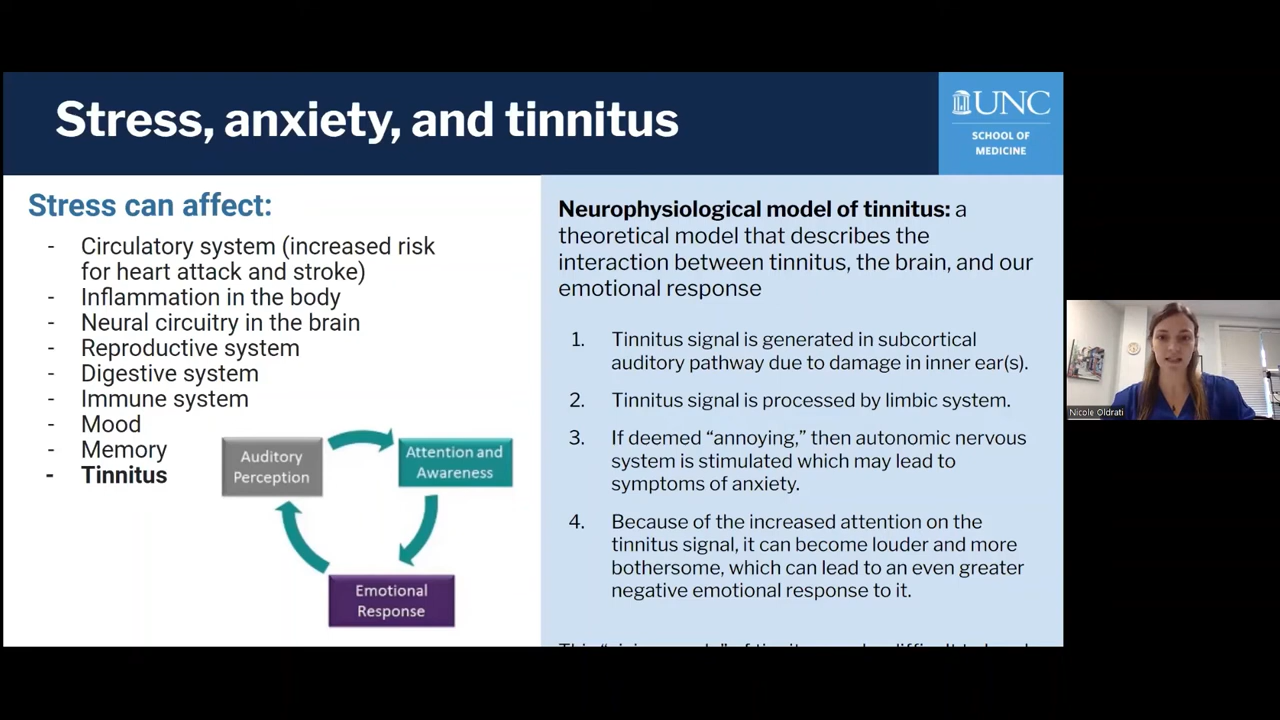 Stress, anxiety, and tinnitus
UNC
SCHOOL OF
MEDICINE
Stress can affect:
- Circulatory system (increased risk
for heart attack and stroke)
- Inflammation in the body
- Neural circuitry in the brain
- Reproductive system
- Digestive system
- Immune system
- Mood
- Memory
- Tinnitus
Auditory
Perception
Attention and
Awareness
Emotional
Response
Neurophysiological model of tinnitus: a
theoretical model that describes the
interaction between tinnitus, the brain, and our
emotional response
1. Tinnitus signal is generated in subcortical
auditory pathway due to damage in inner ear(s).
2. Tinnitus signal is processed by limbic system.
3. If deemed “annoying,” then autonomic nervous
system is stimulated which may lead to
symptoms of anxiety.
4. Because of the increased attention on the
tinnitus signal, it can become louder and more
bothersome, which can lead to an even greater
negative emotional response to it.
Nicole Oldrati